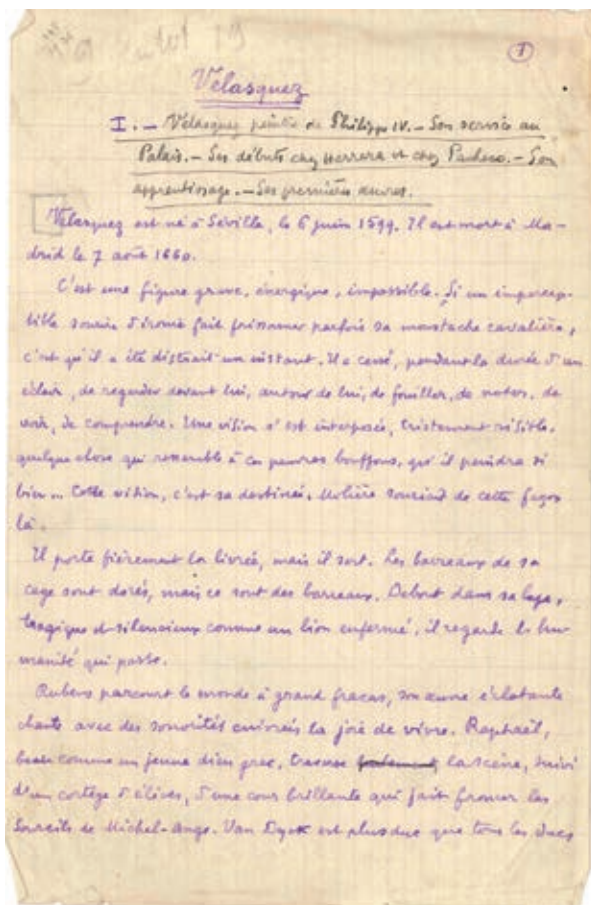 1
Velasquez
I. — Velasquez peintre de Philippe IV. — Son service au
Palais. — Ses débuts chez Herrera et chez Pacheco. — Son
apprentissage. — Ses premières œuvres.
Velasquez est né à Séville, le 6 juin 1599. Il est mort à Ma-
drid le 7 août 1660.
C'est une figure grave, énergique, impassible. Si un impercep-
tible sourire d'ironie fait frissonner parfois sa moustache cavalière,
c'est qu'il a été distrait un instant. Il a cessé, pendant la durée d'un
éclair, de regarder devant lui, autour de lui, de fouiller, de noter, de
voir, de comprendre. Une vision s'est interposée, tristement risible,
quelque chose qui ressemble à ces pauvres bouffons, qu'il peindra si
bien... Cette vision, c'est sa destinée. Molière souriait de cette façon
là.
Il porte fièrement la livrée, mais il sert. Les barreaux de sa
cage sont dorés, mais ce sont des barreaux. Debout dans sa loge,
tragique et silencieux comme un lion enfermé, il regarde l'hu-
manité qui passe.
Rubens parcourt le monde à grand fracas, son œuvre éclatante
chante avec des sonorités cuivrées la joie de vivre. Raphaël,
beau comme un jeune dieu grec, traverse la scène, suivi
d'un cortège d'élèves, d'une cour brillante qui fait froncer les
sourcils de Michel-Ange. Van Dyck est plus duc que tous les ducs